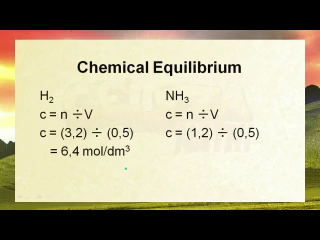 Chemical Equilibrium
H₂
c = n ÷ V
c = (3,2) ÷ (0,5)
= 6,4 mol/dm³
NH₃
c = n ÷ V
c = (1,2) ÷ (0,5)